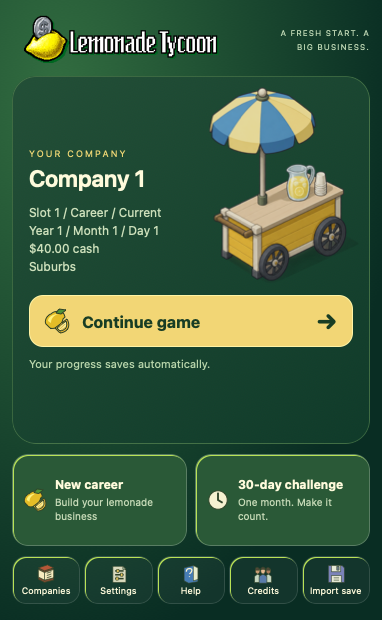 Lemonade Tycoon
A FRESH START. A
BIG BUSINESS.
YOUR COMPANY
Company 1
Slot 1 / Career / Current
Year 1 / Month 1 / Day 1
$40.00 cash
Suburbs
Continue game
Your progress saves automatically.
New career
Build your lemonade
business
30-day challenge
One month. Make it
count.
Companies
Settings
Help
Credits
Import save